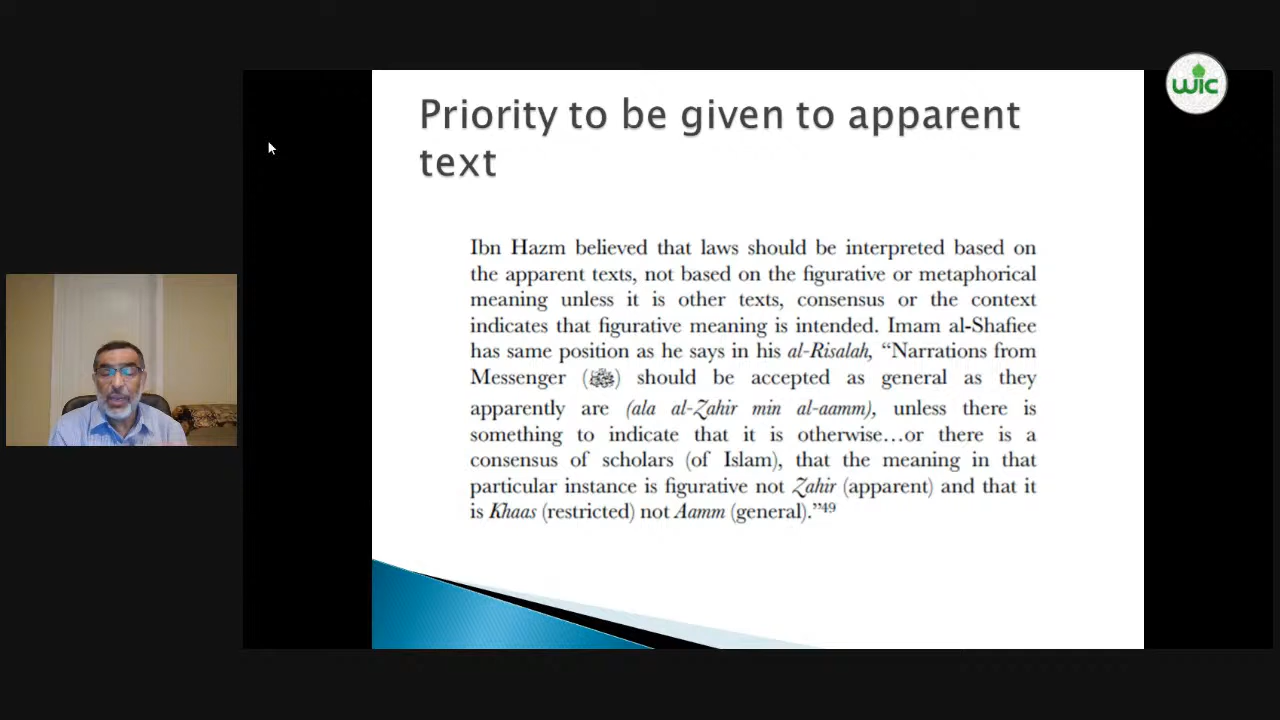 Priority to be given to apparent
text
Ibn Hazm believed that laws should be interpreted based on
the apparent texts, not based on the figurative or metaphorical
meaning unless it is other texts, consensus or the context
indicates that figurative meaning is intended. Imam al-Shafiee
has same position as he says in his al-Risalah, “Narrations from
Messenger (ﷺ) should be accepted as general as they
apparently are (ala al-Zahir min al-aamm), unless there is
something to indicate that it is otherwise…or there is a
consensus of scholars (of Islam), that the meaning in that
particular instance is figurative not Zahir (apparent) and that it
is Khaas (restricted) not Aamm (general).”49
WIC